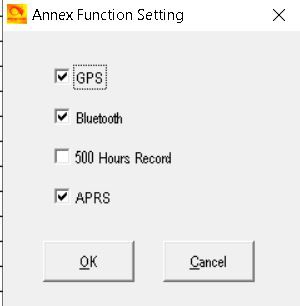 Annex Function Setting
GPS
Bluetooth
500 Hours Record
APRS
OK
Cancel